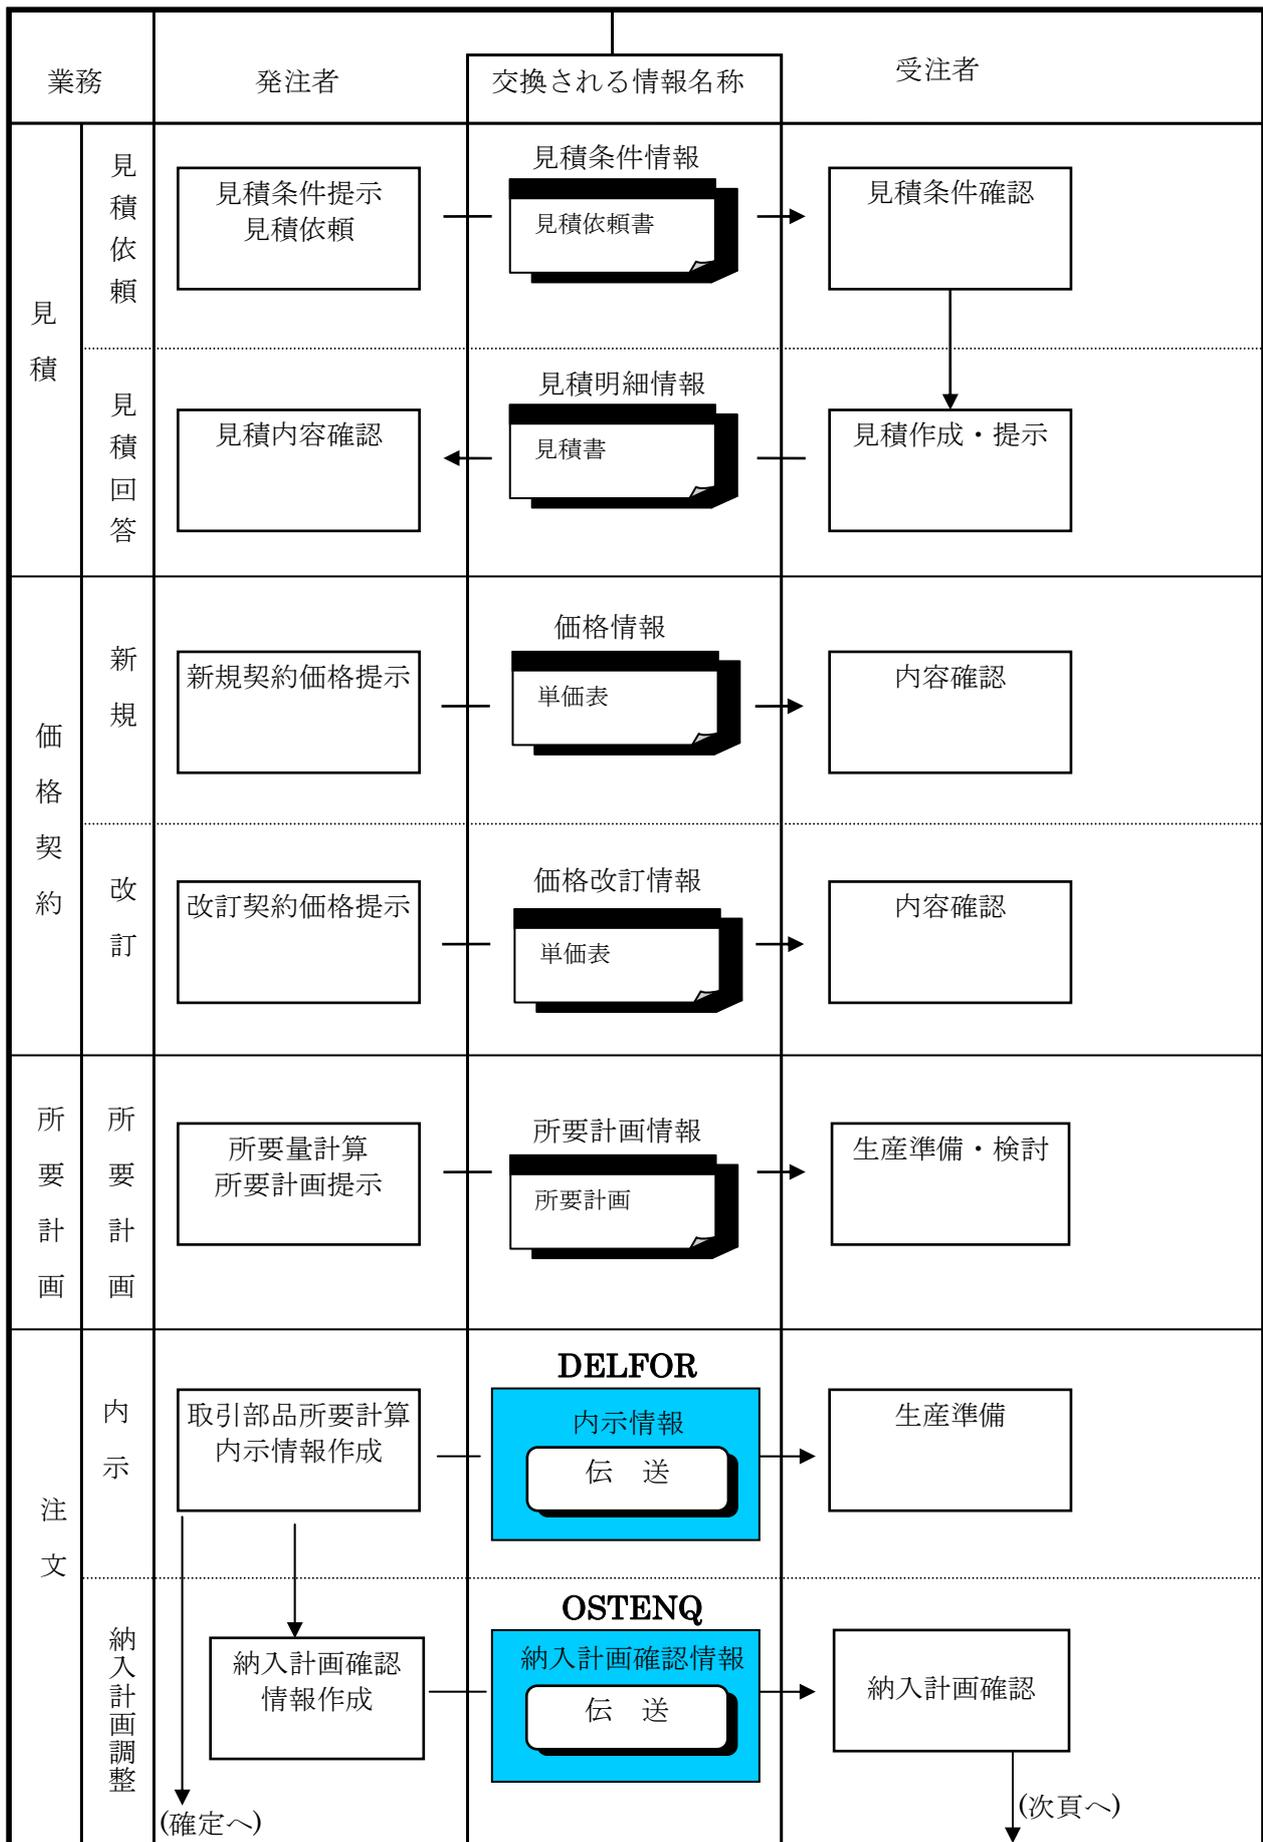 業務
発注者
交換される情報名称
受注者
見積
見積依頼
見積条件提示
見積依頼
見積条件情報
見積依頼書
見積条件確認
見積回答
見積内容確認
見積明細情報
見積書
見積作成・提示
価格契約
新規
新規契約価格提示
価格情報
単価表
内容確認
改訂
改訂契約価格提示
価格改訂情報
単価表
内容確認
所要計画
所要計画
所要量計算
所要計画提示
所要計画情報
所要計画
生産準備・検討
注文
内示
取引部品所要計算
内示情報作成
DELFOR
内示情報
伝　送
生産準備
納入計画調整
納入計画確認
情報作成
OSTENQ
納入計画確認情報
伝　送
納入計画確認
(確定へ)
(次頁へ)